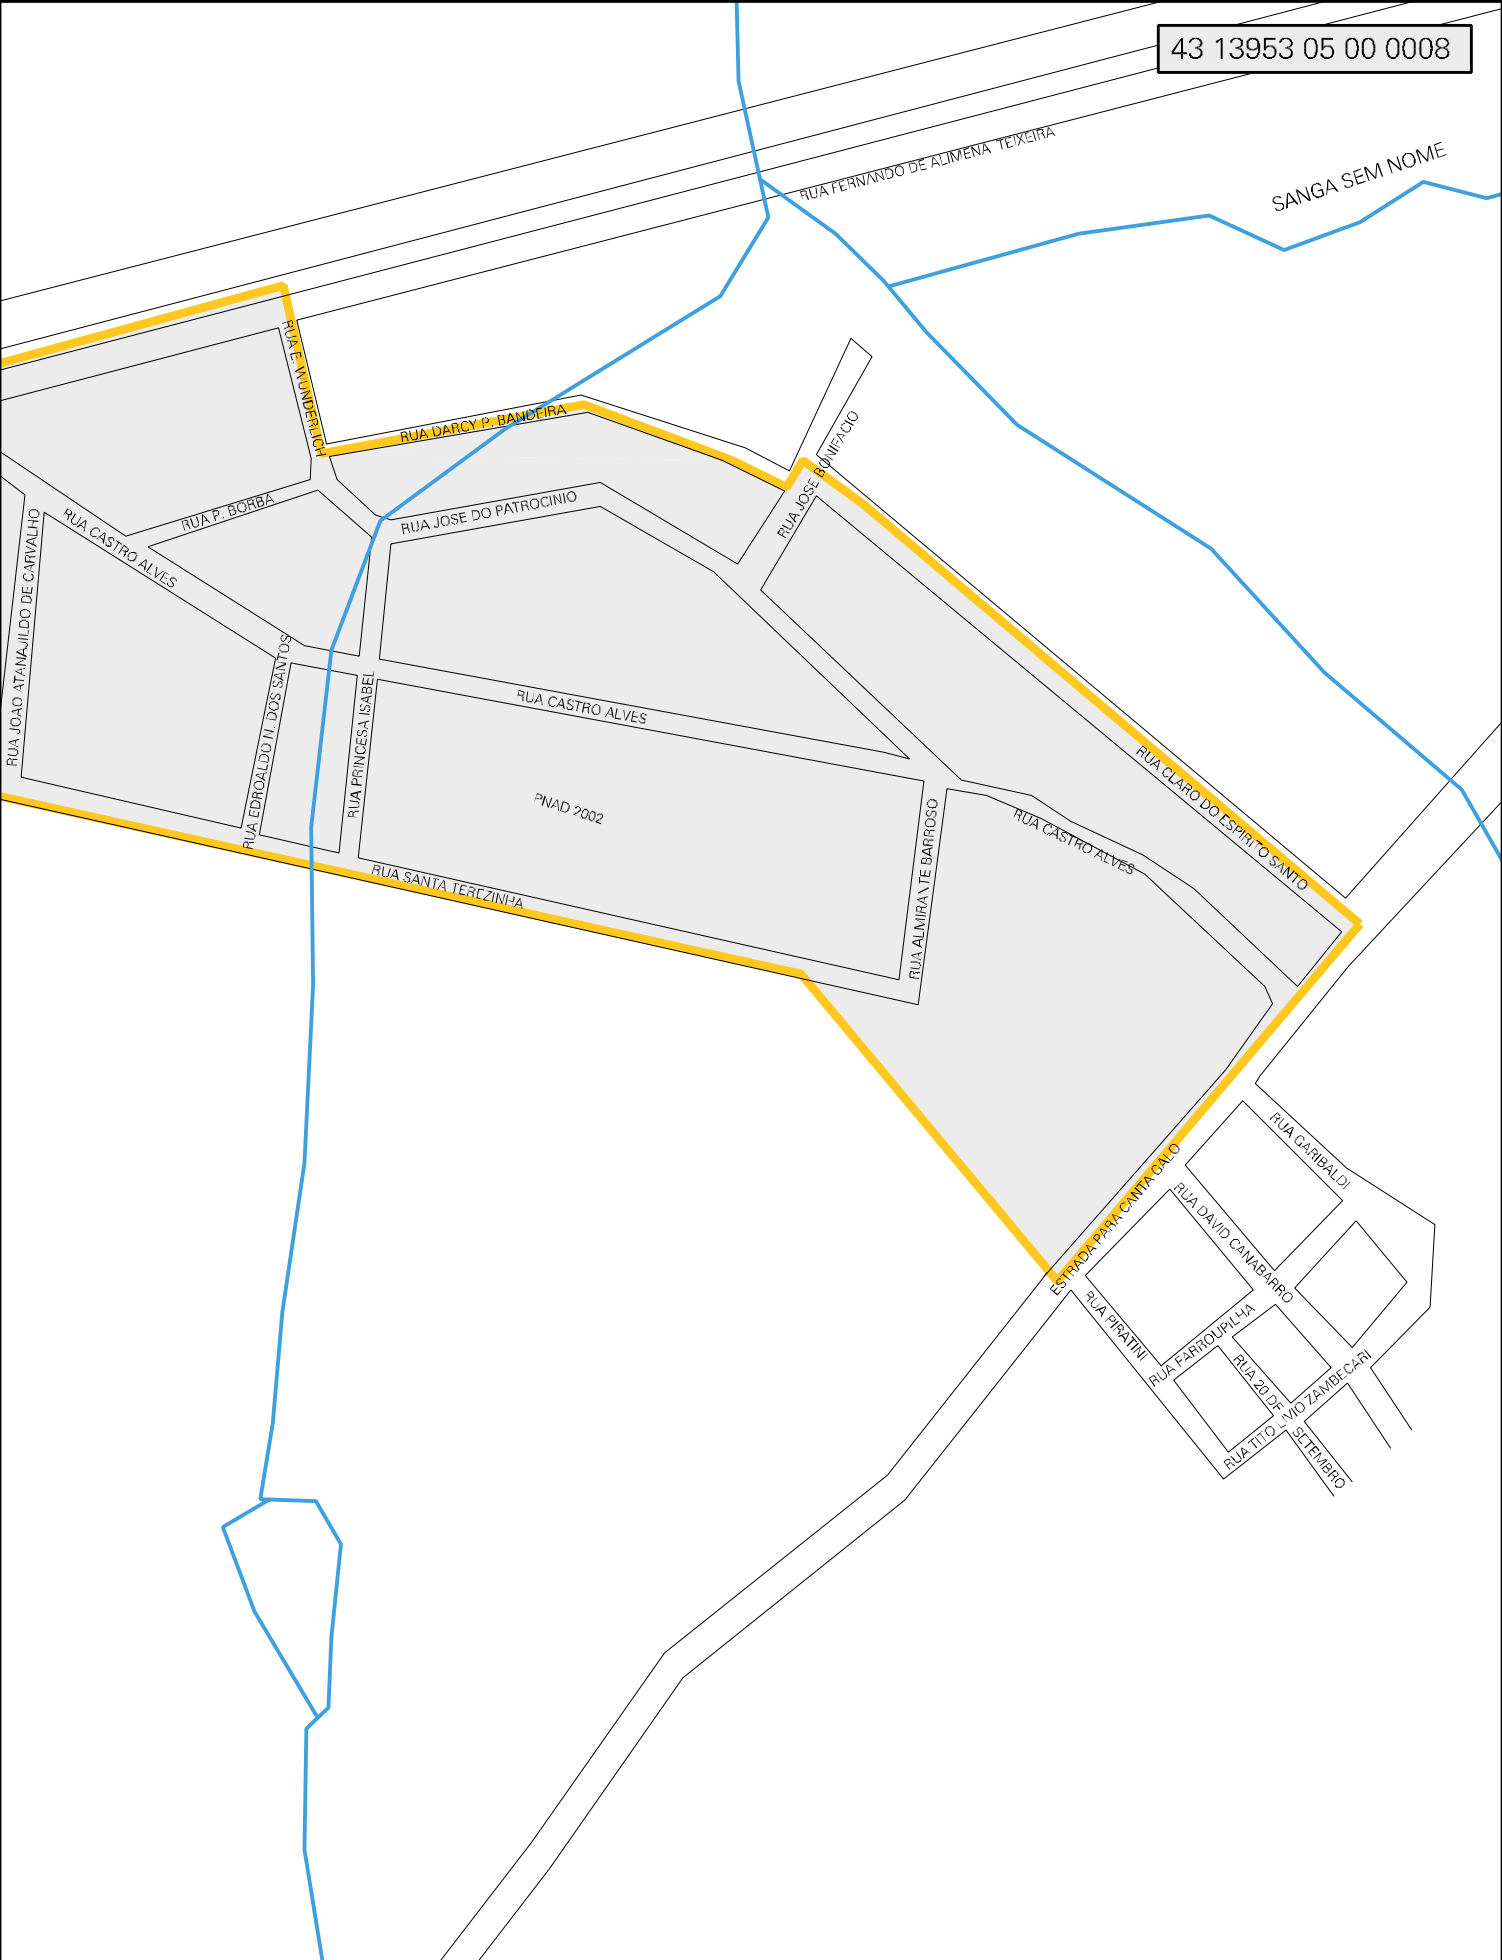 43 13953 05 00 0008
RUA FERNANDO DE ALIMENA TEIXEIRA
SANGA SEM NOME
RUA E. WUNDERLICH
RUA DARCY P. BANDEIRA
RUA JOSE BONIFACIO
RUA P. BORBA
RUA JOSE DO PATROCINIO
RUA CASTRO ALVES
RUA JOAO ATANAJILDO DE CARVALHO
RUA EDROALDO N. DOS SANTOS
RUA PRINCESA ISABEL
RUA CASTRO ALVES
PNAD 2002
RUA CLARO DO ESPIRITO SANTO
RUA CASTRO ALVES
RUA ALMIRANTE BARROSO
RUA SANTA TEREZINHA
ESTRADA PARA CANTA GALO
RUA GARIBALDI
RUA DAVID CANABARRO
RUA PIRATINI
RUA FARROUPILHA
RUA 20 DE SETEMBRO
RUA TITO LIVIO ZAMBECARI